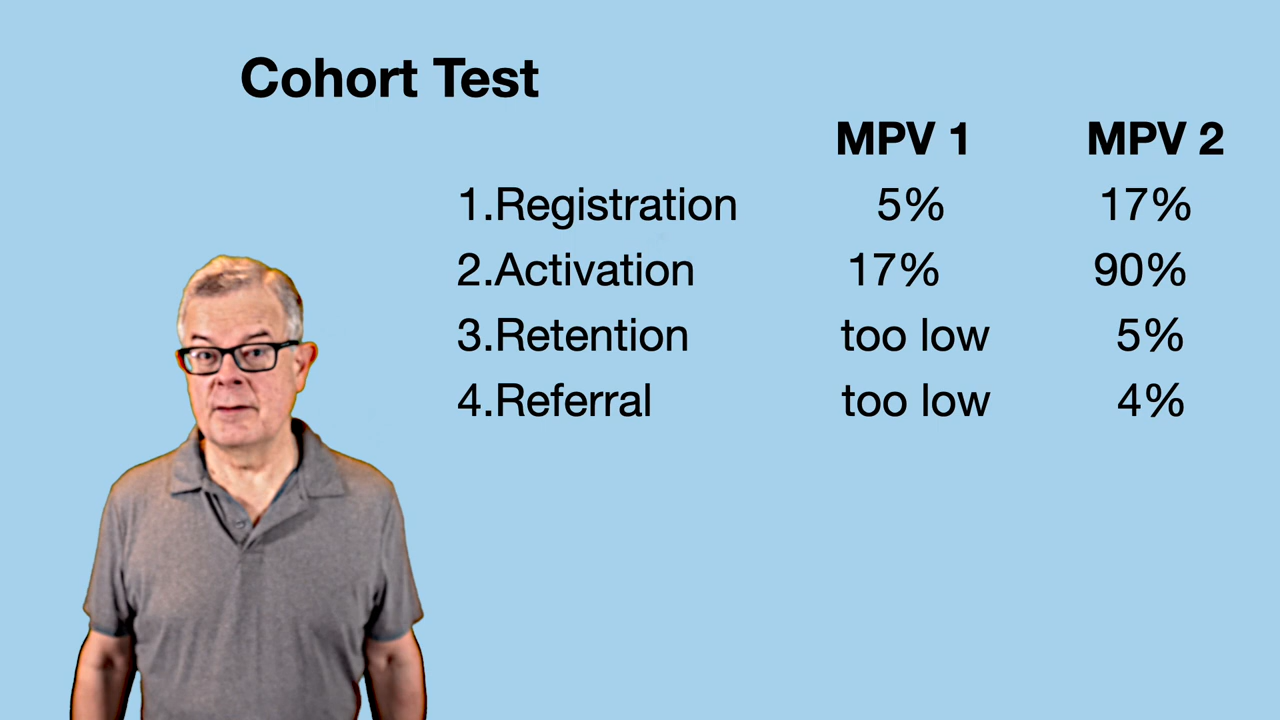 Cohort Test
MPV 1 MPV 2
1.Registration 5% 17%
2.Activation 17% 90%
3.Retention too low 5%
4.Referral too low 4%